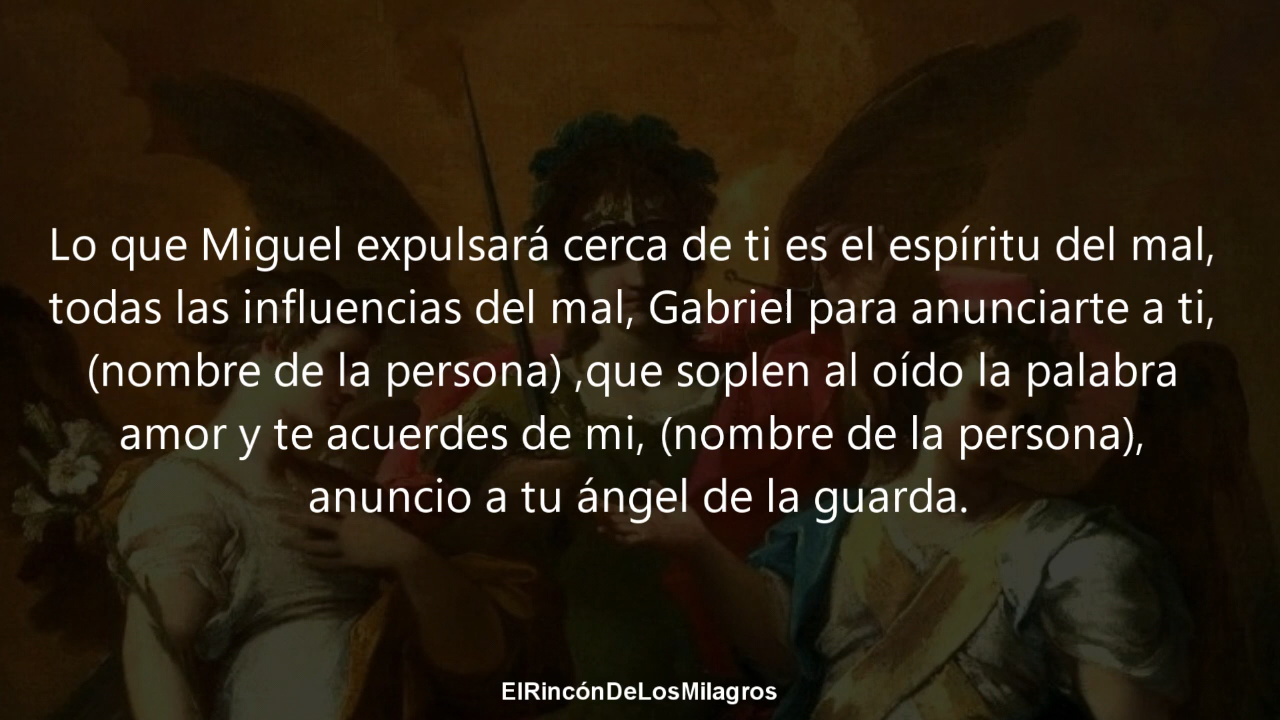 Lo que Miguel expulsará cerca de ti es el espíritu del mal,
todas las influencias del mal, Gabriel para anunciarte a ti,
(nombre de la persona) ,que soplen al oído la palabra
amor y te acuerdes de mi, (nombre de la persona),
anuncio a tu ángel de la guarda.
ElRincónDeLosMilagros